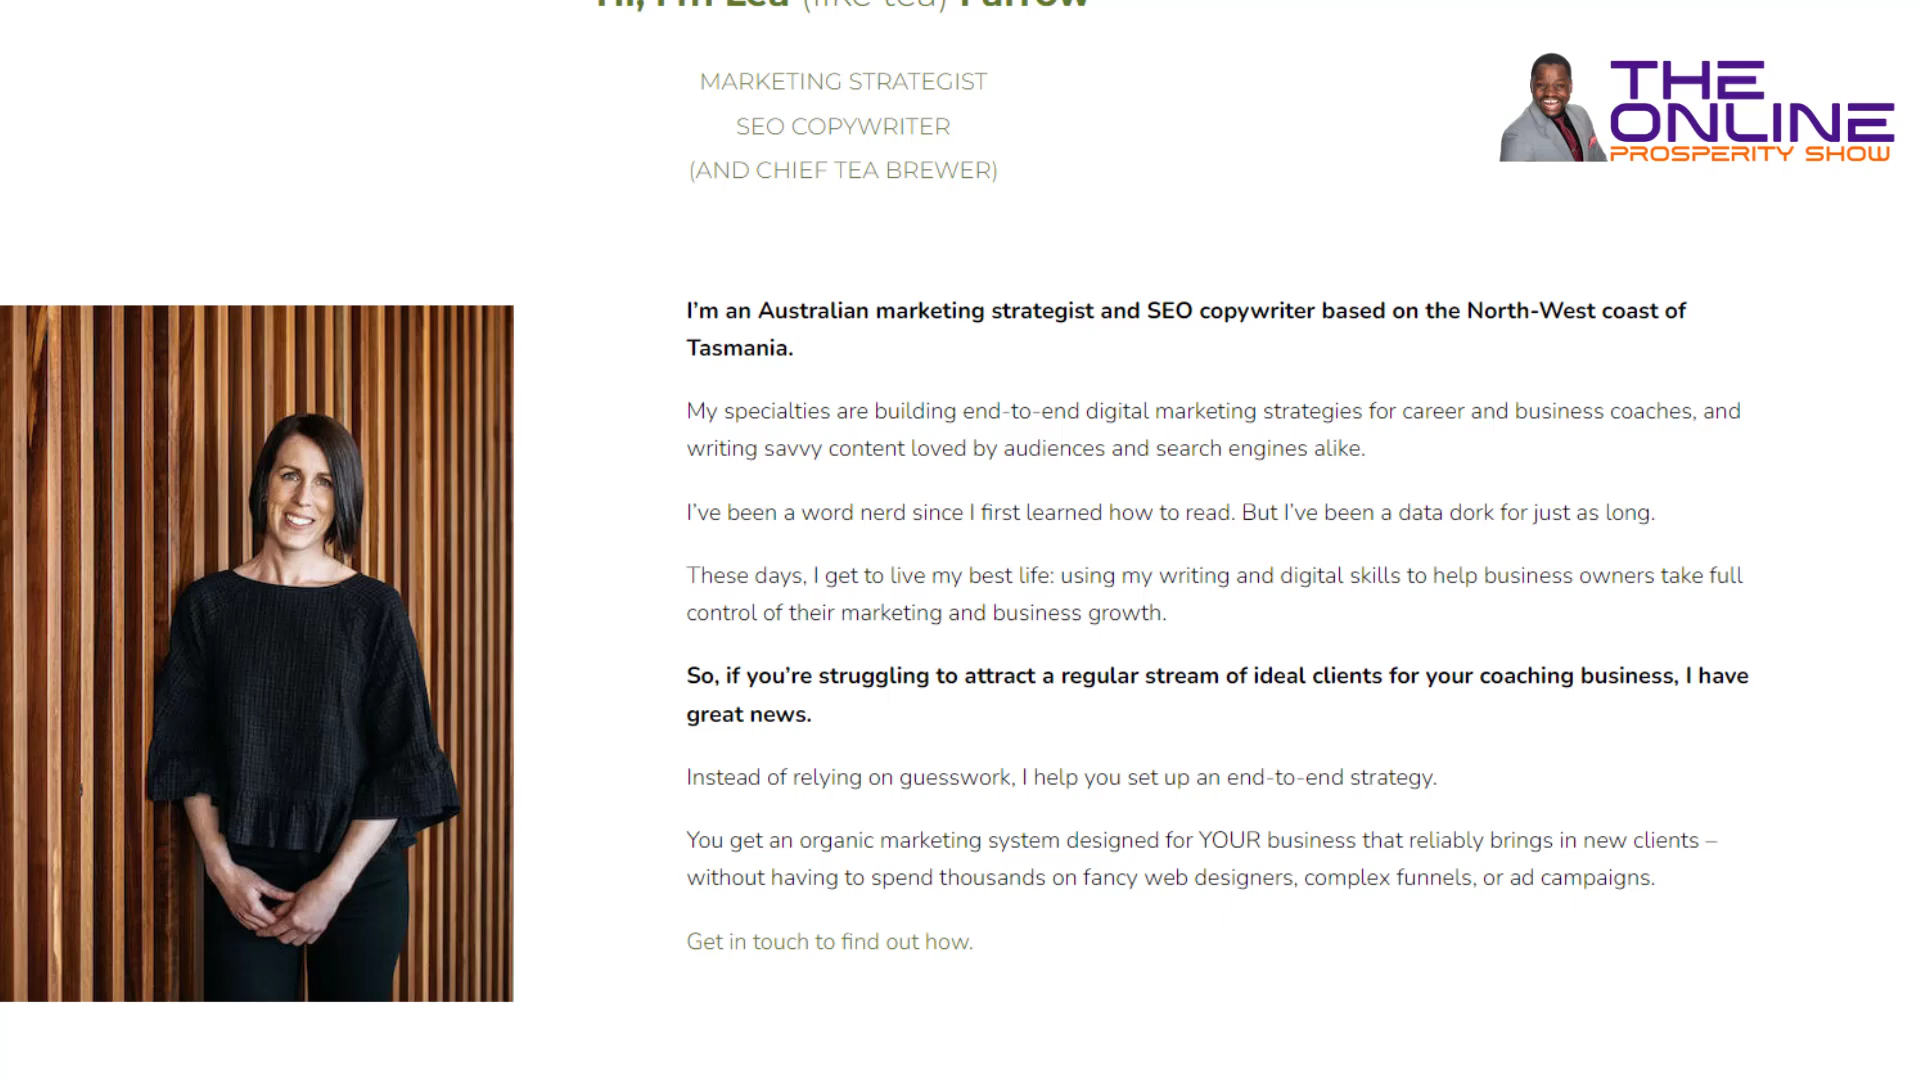 Hi, I'm Lea (like tea) Farrow
MARKETING STRATEGIST
SEO COPYWRITER
(AND CHIEF TEA BREWER)
THE
ONLINE
PROSPERITY SHOW
I’m an Australian marketing strategist and SEO copywriter based on the North-West coast of
Tasmania.
My specialties are building end-to-end digital marketing strategies for career and business coaches, and
writing savvy content loved by audiences and search engines alike.
I’ve been a word nerd since I first learned how to read. But I’ve been a data dork for just as long.
These days, I get to live my best life: using my writing and digital skills to help business owners take full
control of their marketing and business growth.
So, if you’re struggling to attract a regular stream of ideal clients for your coaching business, I have
great news.
Instead of relying on guesswork, I help you set up an end-to-end strategy.
You get an organic marketing system designed for YOUR business that reliably brings in new clients –
without having to spend thousands on fancy web designers, complex funnels, or ad campaigns.
Get in touch to find out how.